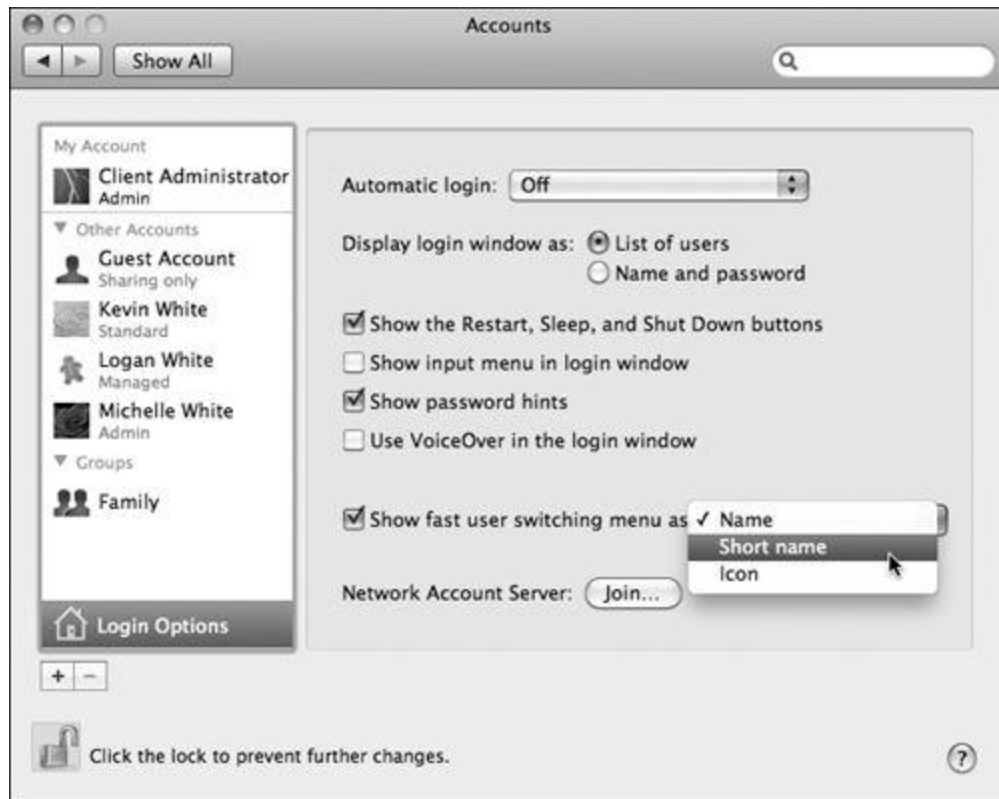 Accounts
Show All
My Account
Client Administrator
Admin
Other Accounts
Guest Account
Sharing only
Kevin White
Standard
Logan White
Managed
Michelle White
Admin
Groups
Family
Login Options
+ −
Automatic login: Off
Display login window as: List of users
Name and password
Show the Restart, Sleep, and Shut Down buttons
Show input menu in login window
Show password hints
Use VoiceOver in the login window
Show fast user switching menu as ✓ Name
Short name
Icon
Network Account Server: Join...
Click the lock to prevent further changes.
?